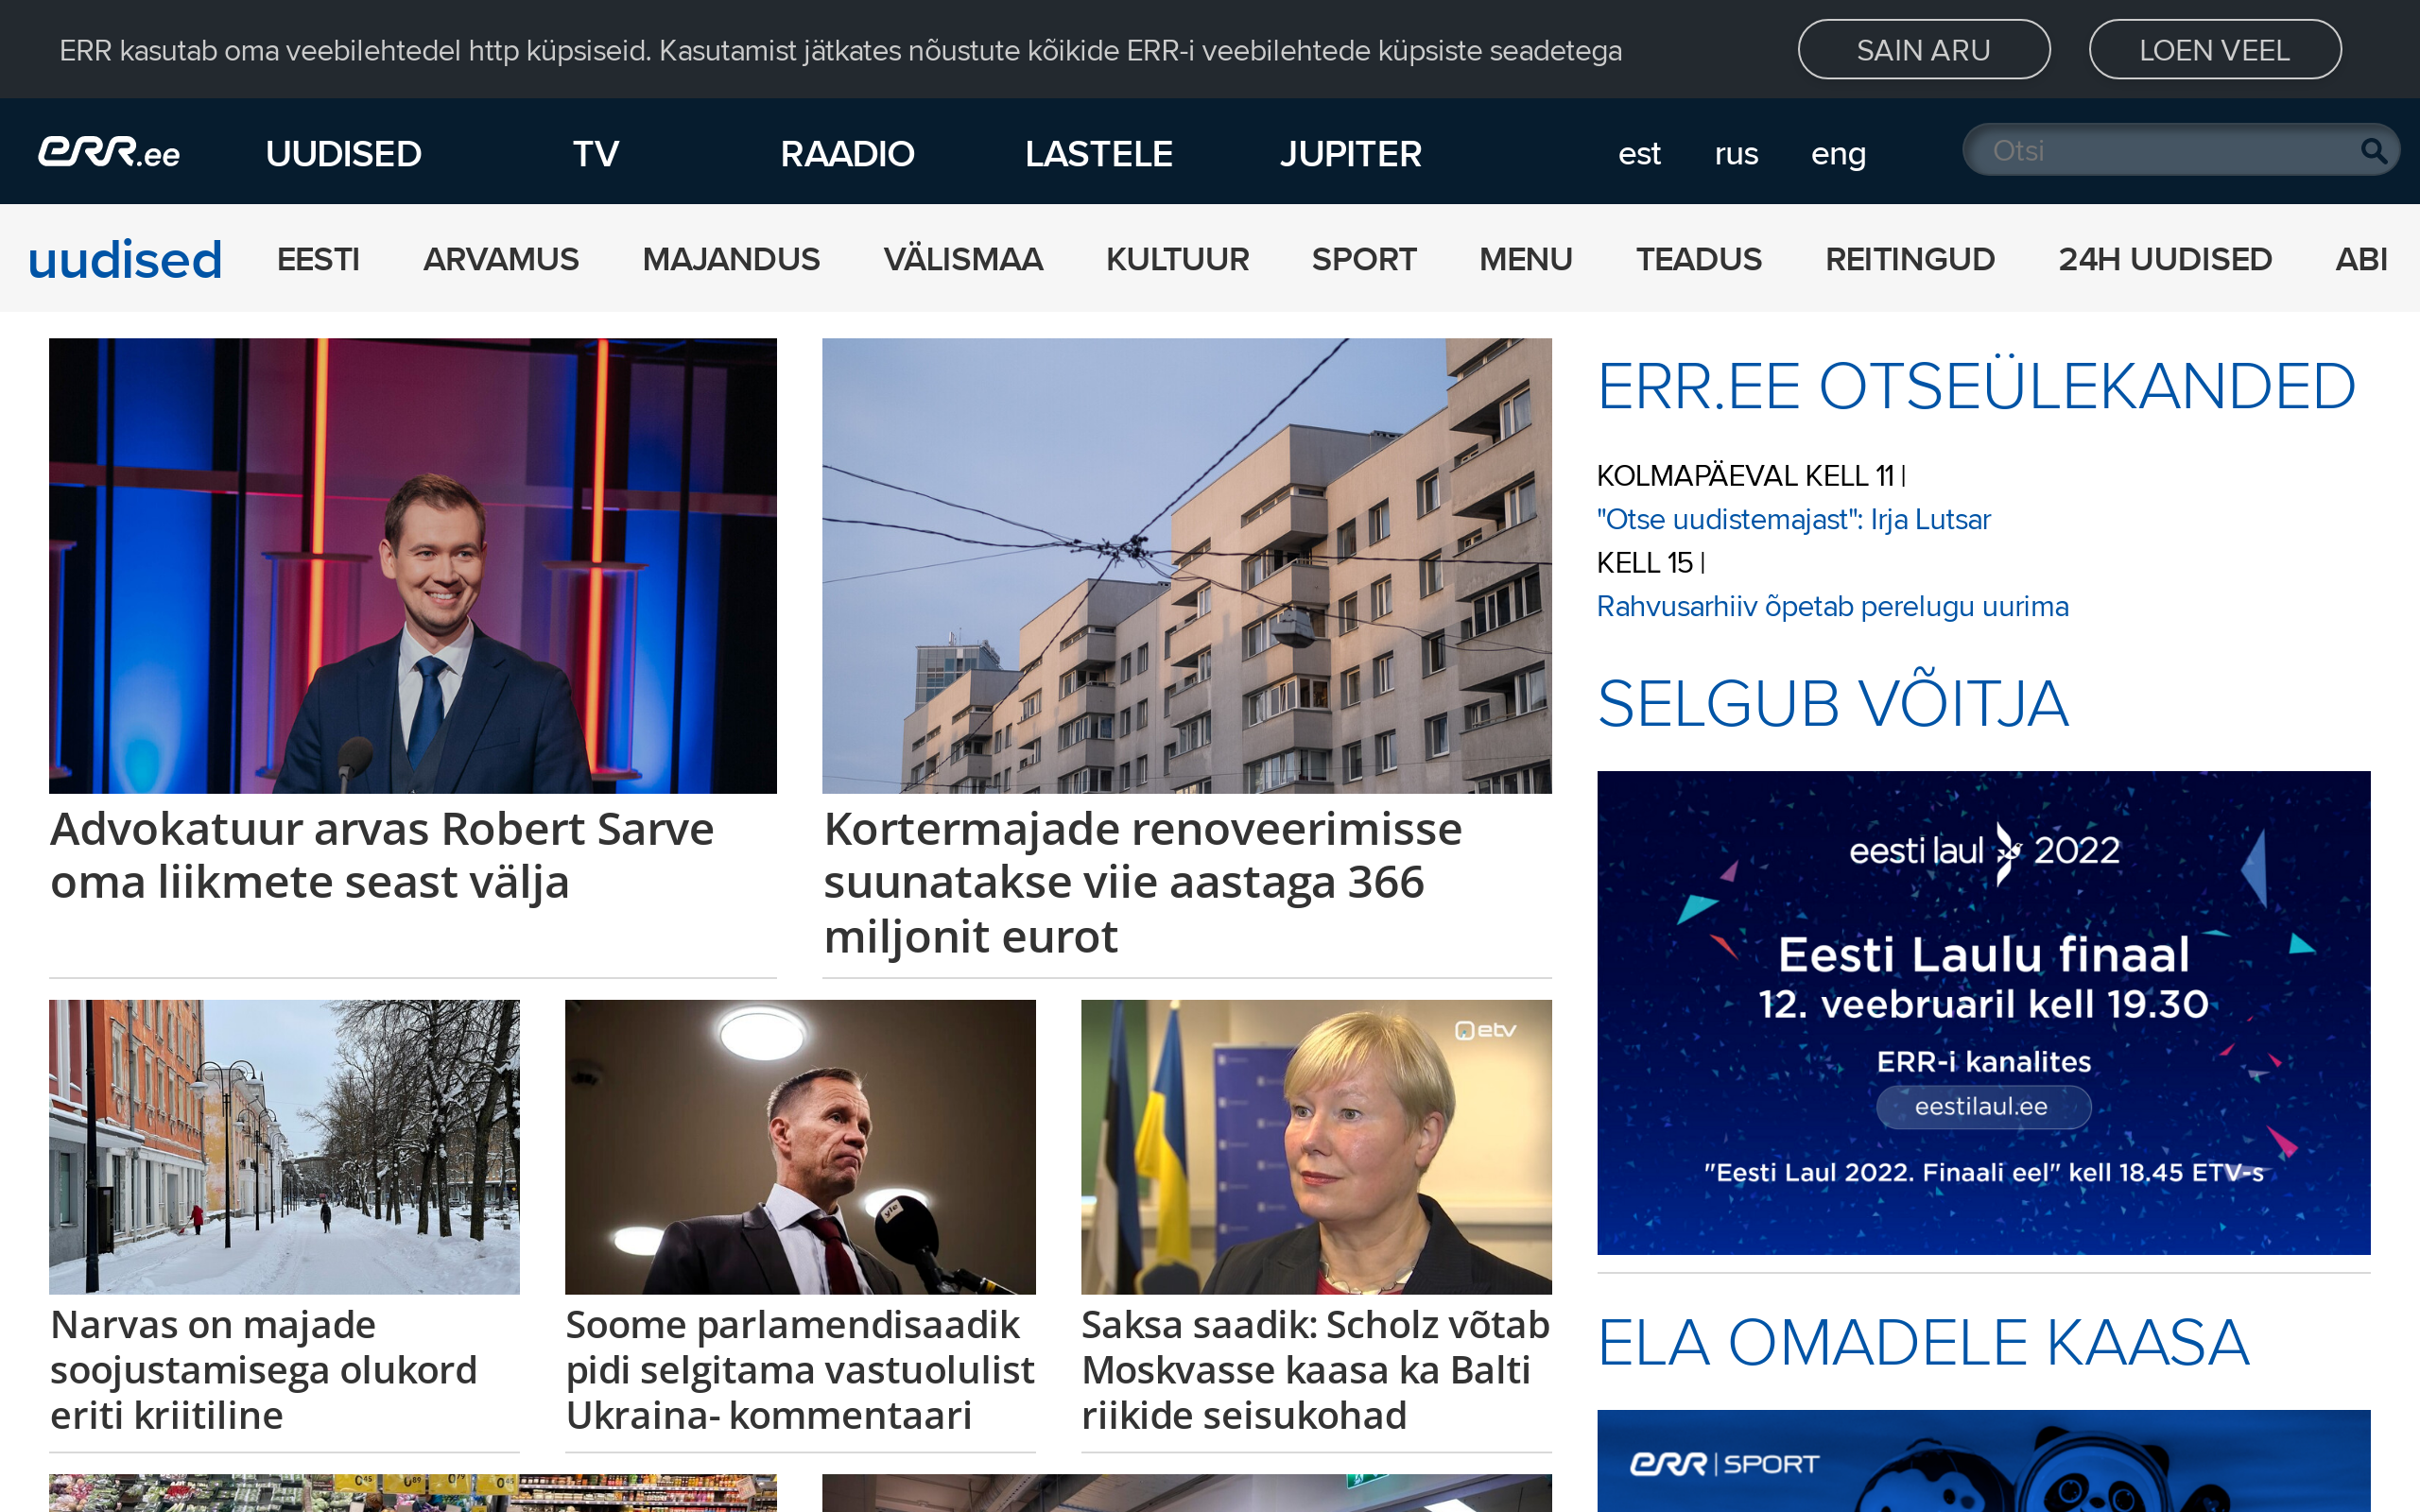 ERR kasutab oma veebilehtedel http küpsiseid. Kasutamist jätkates nõustute kõikide ERR-i veebilehtede küpsiste seadetega
SAIN ARU
LOEN VEEL
err.ee
UUDISED
TV
RAADIO
LASTELE
JUPITER
est
rus
eng
Otsi
uudised
EESTI
ARVAMUS
MAJANDUS
VÄLISMAA
KULTUUR
SPORT
MENU
TEADUS
REITINGUD
24H UUDISED
ABI
Advokatuur arvas Robert Sarve
oma liikmete seast välja
Kortermajade renoveerimisse
suunatakse viie aastaga 366
miljonit eurot
etv
yle
Narvas on majade
soojustamisega olukord
eriti kriitiline
Soome parlamendisaadik
pidi selgitama vastuolulist
Ukraina- kommentaari
Saksa saadik: Scholz võtab
Moskvasse kaasa ka Balti
riikide seisukohad
ERR.EE OTSEÜLEKANDED
KOLMAPÄEVAL KELL 11 |
"Otse uudistemajast": Irja Lutsar
KELL 15 |
Rahvusarhiiv õpetab perelugu uurima
SELGUB VÕITJA
eesti laul 2022
Eesti Laulu finaal
12. veebruaril kell 19.30
ERR-i kanalites
eestilaul.ee
"Eesti Laul 2022. Finaali eel" kell 18.45 ETV-s
ELA OMADELE KAASA
err | SPORT